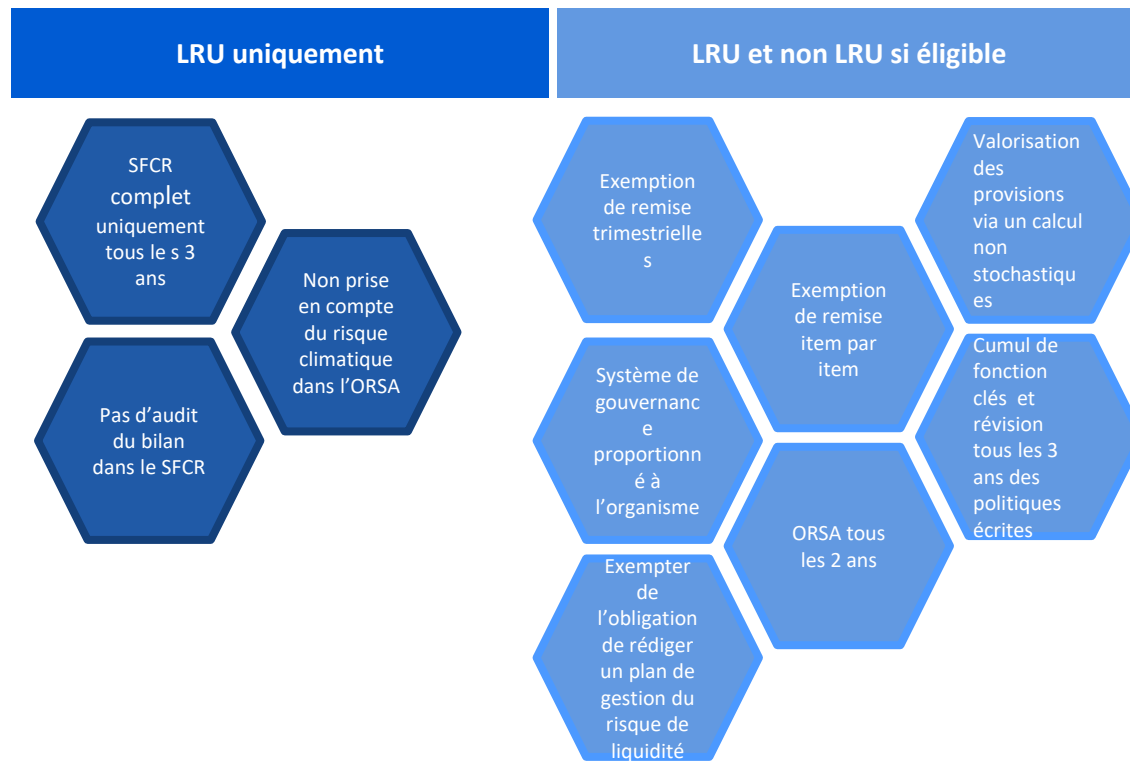 LRU uniquement
LRU et non LRU si éligible
SFCR
complet
uniquement
tous le s 3
ans
Non prise
en compte
du risque
climatique
dans l'ORSA
Pas d'audit
du bilan
dans le SFCR
Exemption
de remise
trimestrielle
s
Exemption
de remise
item par
item
Valorisation
des
provisions
via un calcul
non
stochastiqu
es
Système de
gouvernanc
e
proportionn
é à
l'organisme
Cumul de
fonction
clés et
révision
tous les 3
ans des
politiques
écrites
ORSA tous
les 2 ans
Exempter
de
l'obligation
de rédiger
un plan de
gestion du
risque de
liquidité